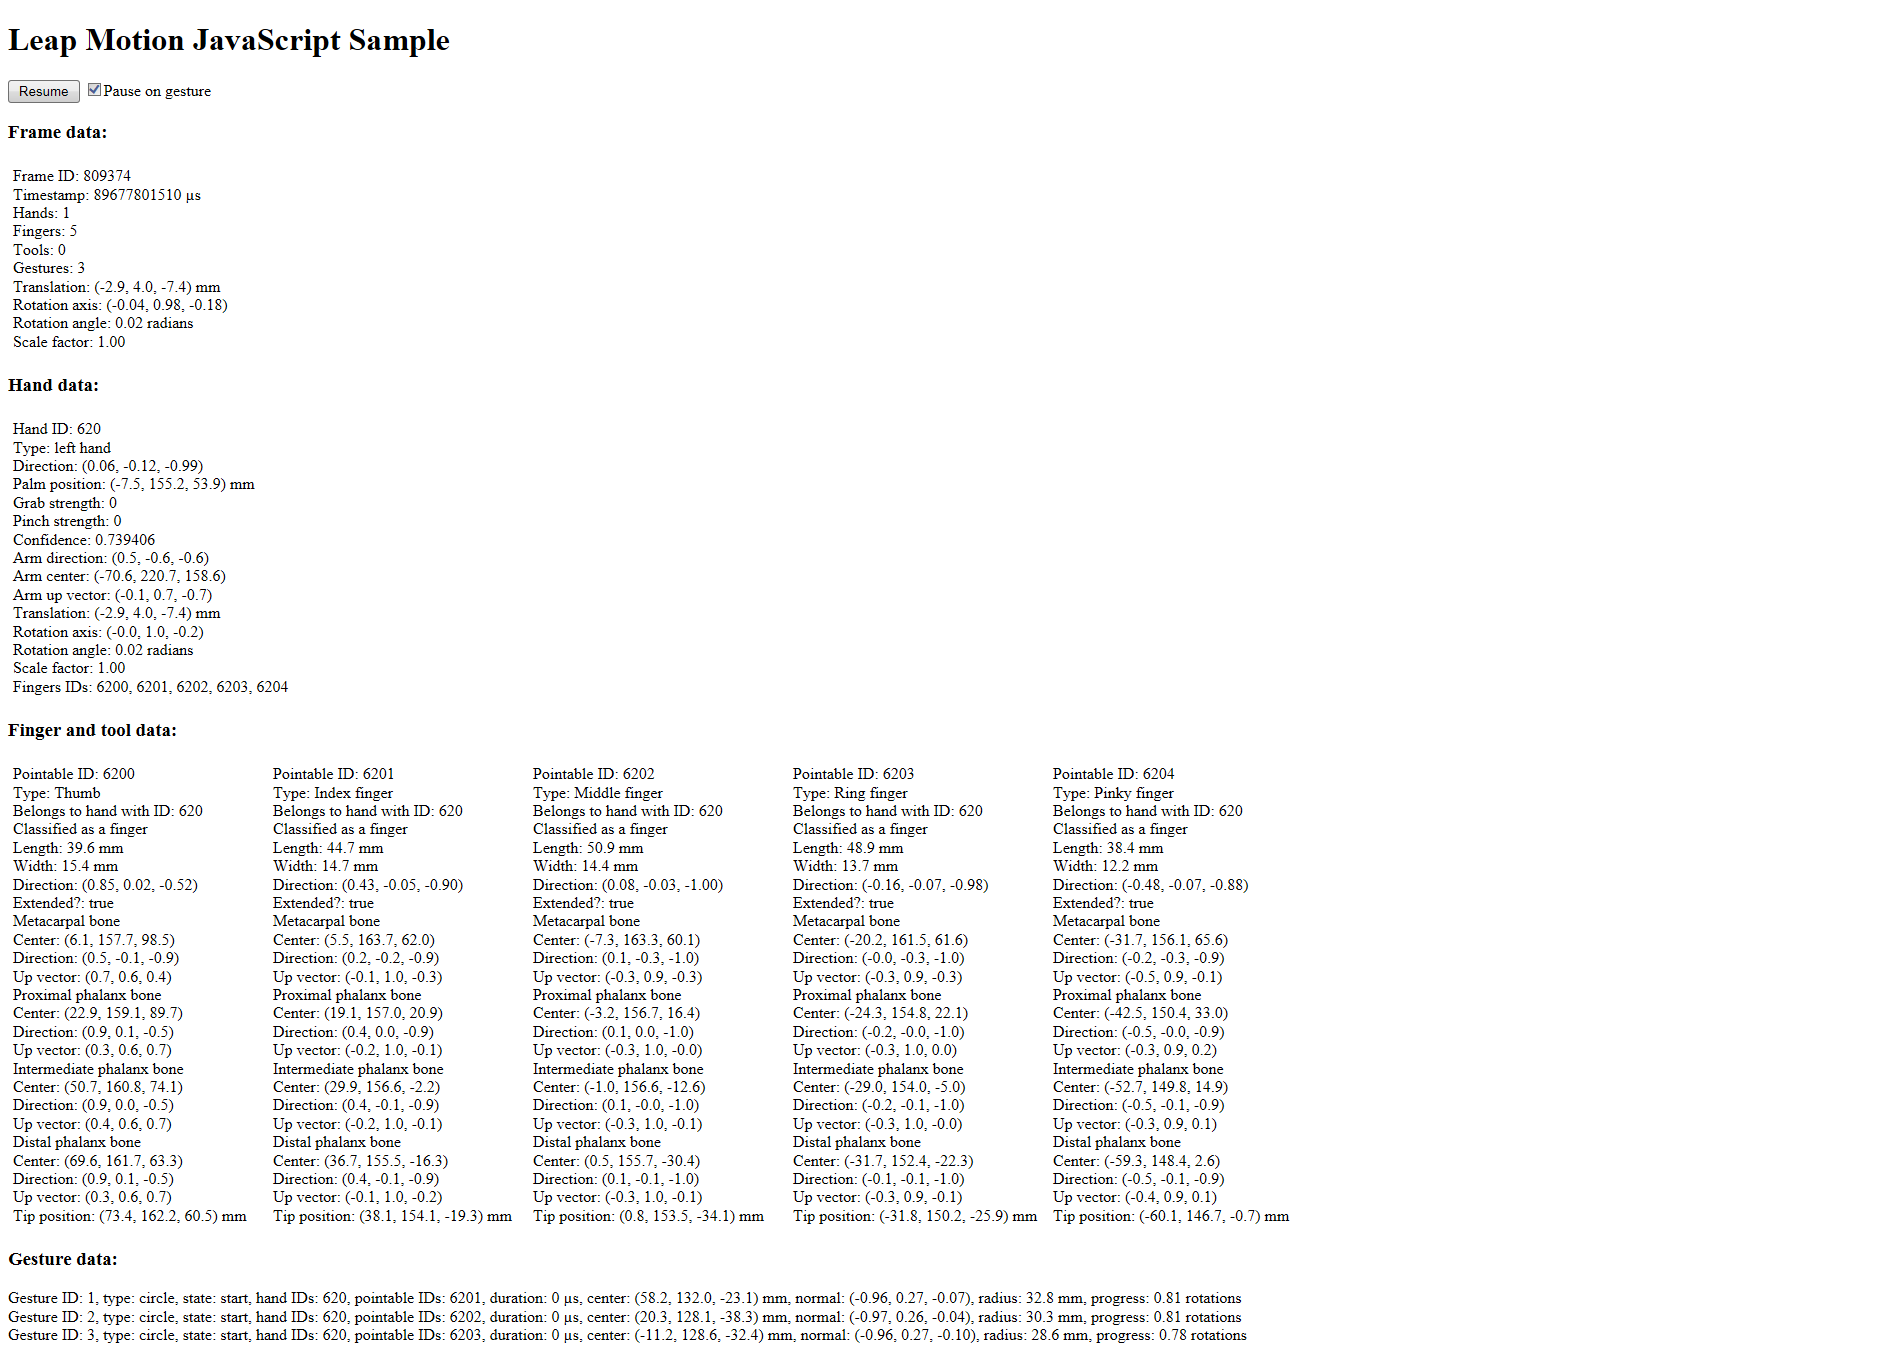 Leap Motion JavaScript Sample
Resume Pause on gesture
Frame data:
Frame ID: 809374
Timestamp: 89677801510 µs
Hands: 1
Fingers: 5
Tools: 0
Gestures: 3
Translation: (-2.9, 4.0, -7.4) mm
Rotation axis: (-0.04, 0.98, -0.18)
Rotation angle: 0.02 radians
Scale factor: 1.00
Hand data:
Hand ID: 620
Type: left hand
Direction: (0.06, -0.12, -0.99)
Palm position: (-7.5, 155.2, 53.9) mm
Grab strength: 0
Pinch strength: 0
Confidence: 0.739406
Arm direction: (0.5, -0.6, -0.6)
Arm center: (-70.6, 220.7, 158.6)
Arm up vector: (-0.1, 0.7, -0.7)
Translation: (-2.9, 4.0, -7.4) mm
Rotation axis: (-0.0, 1.0, -0.2)
Rotation angle: 0.02 radians
Scale factor: 1.00
Fingers IDs: 6200, 6201, 6202, 6203, 6204
Finger and tool data:
Pointable ID: 6200
Type: Thumb
Belongs to hand with ID: 620
Classified as a finger
Length: 39.6 mm
Width: 15.4 mm
Direction: (0.85, 0.02, -0.52)
Extended?: true
Metacarpal bone
Center: (6.1, 157.7, 98.5)
Direction: (0.5, -0.1, -0.9)
Up vector: (0.7, 0.6, 0.4)
Proximal phalanx bone
Center: (22.9, 159.1, 89.7)
Direction: (0.9, 0.1, -0.5)
Up vector: (0.3, 0.6, 0.7)
Intermediate phalanx bone
Center: (50.7, 160.8, 74.1)
Direction: (0.9, 0.0, -0.5)
Up vector: (0.4, 0.6, 0.7)
Distal phalanx bone
Center: (69.6, 161.7, 63.3)
Direction: (0.9, 0.1, -0.5)
Up vector: (0.3, 0.6, 0.7)
Tip position: (73.4, 162.2, 60.5) mm
Pointable ID: 6201
Type: Index finger
Belongs to hand with ID: 620
Classified as a finger
Length: 44.7 mm
Width: 14.7 mm
Direction: (0.43, -0.05, -0.90)
Extended?: true
Metacarpal bone
Center: (5.5, 163.7, 62.0)
Direction: (0.2, -0.2, -0.9)
Up vector: (-0.1, 1.0, -0.3)
Proximal phalanx bone
Center: (19.1, 157.0, 20.9)
Direction: (0.4, 0.0, -0.9)
Up vector: (-0.2, 1.0, -0.1)
Intermediate phalanx bone
Center: (29.9, 156.6, -2.2)
Direction: (0.4, -0.1, -0.9)
Up vector: (-0.2, 1.0, -0.1)
Distal phalanx bone
Center: (36.7, 155.5, -16.3)
Direction: (0.4, -0.1, -0.9)
Up vector: (-0.1, 1.0, -0.2)
Tip position: (38.1, 154.1, -19.3) mm
Pointable ID: 6202
Type: Middle finger
Belongs to hand with ID: 620
Classified as a finger
Length: 50.9 mm
Width: 14.4 mm
Direction: (0.08, -0.03, -1.00)
Extended?: true
Metacarpal bone
Center: (-7.3, 163.3, 60.1)
Direction: (0.1, -0.3, -1.0)
Up vector: (-0.3, 0.9, -0.3)
Proximal phalanx bone
Center: (-3.2, 156.7, 16.4)
Direction: (0.1, 0.0, -1.0)
Up vector: (-0.3, 1.0, -0.0)
Intermediate phalanx bone
Center: (-1.0, 156.6, -12.6)
Direction: (0.1, -0.0, -1.0)
Up vector: (-0.3, 1.0, -0.1)
Distal phalanx bone
Center: (0.5, 155.7, -30.4)
Direction: (0.1, -0.1, -1.0)
Up vector: (-0.3, 1.0, -0.1)
Tip position: (0.8, 153.5, -34.1) mm
Pointable ID: 6203
Type: Ring finger
Belongs to hand with ID: 620
Classified as a finger
Length: 48.9 mm
Width: 13.7 mm
Direction: (-0.16, -0.07, -0.98)
Extended?: true
Metacarpal bone
Center: (-20.2, 161.5, 61.6)
Direction: (-0.0, -0.3, -1.0)
Up vector: (-0.3, 0.9, -0.3)
Proximal phalanx bone
Center: (-24.3, 154.8, 22.1)
Direction: (-0.2, -0.0, -1.0)
Up vector: (-0.3, 1.0, 0.0)
Intermediate phalanx bone
Center: (-29.0, 154.0, -5.0)
Direction: (-0.2, -0.1, -1.0)
Up vector: (-0.3, 1.0, -0.0)
Distal phalanx bone
Center: (-31.7, 152.4, -22.3)
Direction: (-0.1, -0.1, -1.0)
Up vector: (-0.3, 0.9, -0.1)
Tip position: (-31.8, 150.2, -25.9) mm
Pointable ID: 6204
Type: Pinky finger
Belongs to hand with ID: 620
Classified as a finger
Length: 38.4 mm
Width: 12.2 mm
Direction: (-0.48, -0.07, -0.88)
Extended?: true
Metacarpal bone
Center: (-31.7, 156.1, 65.6)
Direction: (-0.2, -0.3, -0.9)
Up vector: (-0.5, 0.9, -0.1)
Proximal phalanx bone
Center: (-42.5, 150.4, 33.0)
Direction: (-0.5, -0.0, -0.9)
Up vector: (-0.3, 0.9, 0.2)
Intermediate phalanx bone
Center: (-52.7, 149.8, 14.9)
Direction: (-0.5, -0.1, -0.9)
Up vector: (-0.3, 0.9, 0.1)
Distal phalanx bone
Center: (-59.3, 148.4, 2.6)
Direction: (-0.5, -0.1, -0.9)
Up vector: (-0.4, 0.9, 0.1)
Tip position: (-60.1, 146.7, -0.7) mm
Gesture data:
Gesture ID: 1, type: circle, state: start, hand IDs: 620, pointable IDs: 6201, duration: 0 µs, center: (58.2, 132.0, -23.1) mm, normal: (-0.96, 0.27, -0.07), radius: 32.8 mm, progress: 0.81 rotations
Gesture ID: 2, type: circle, state: start, hand IDs: 620, pointable IDs: 6202, duration: 0 µs, center: (20.3, 128.1, -38.3) mm, normal: (-0.97, 0.26, -0.04), radius: 30.3 mm, progress: 0.81 rotations
Gesture ID: 3, type: circle, state: start, hand IDs: 620, pointable IDs: 6203, duration: 0 µs, center: (-11.2, 128.6, -32.4) mm, normal: (-0.96, 0.27, -0.10), radius: 28.6 mm, progress: 0.78 rotations